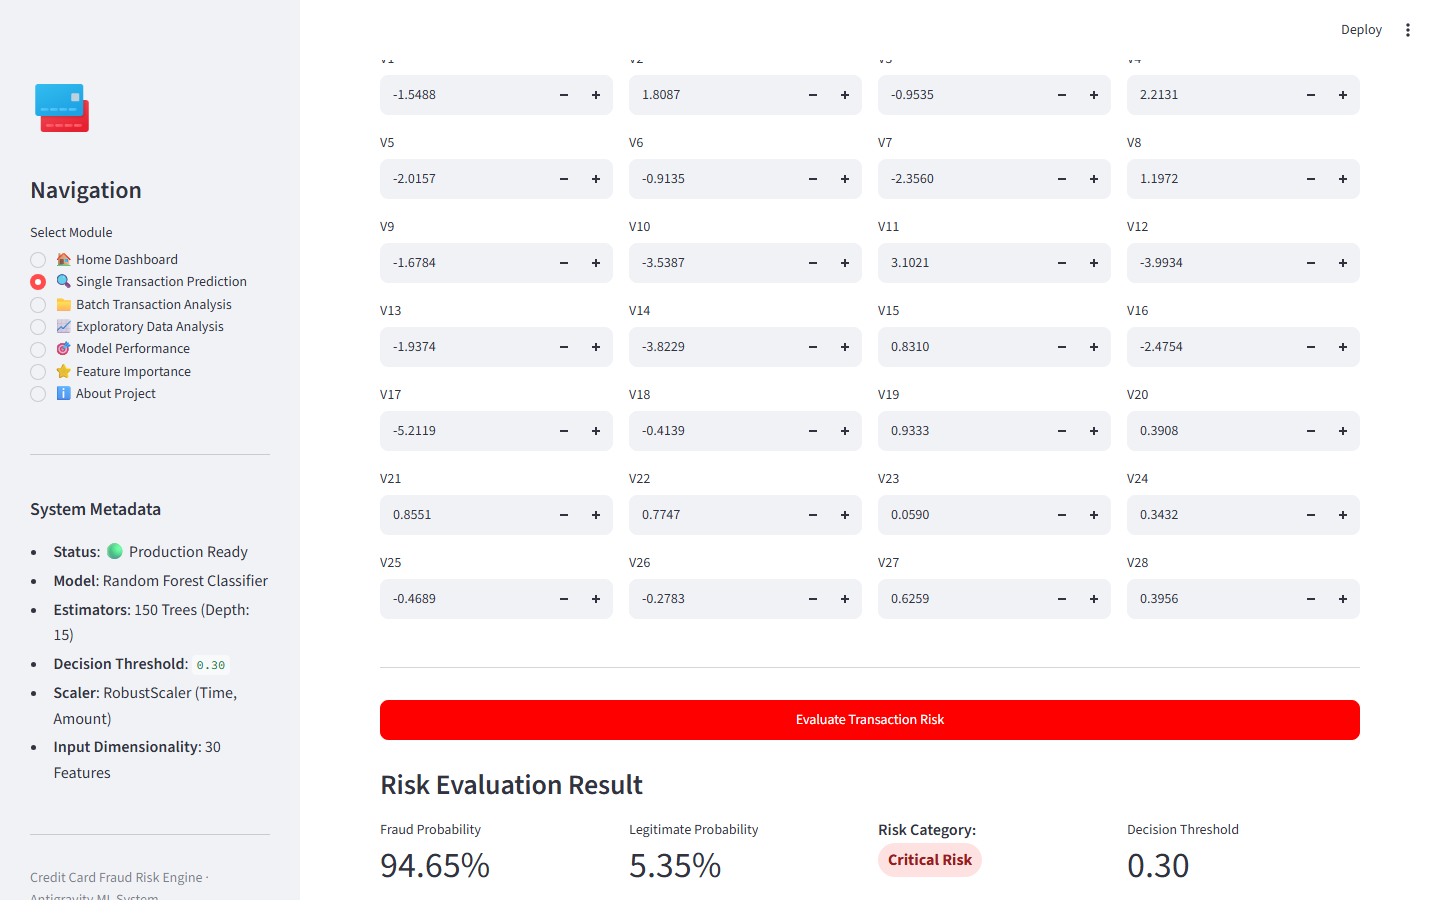 Deploy
Navigation
Select Module
Home Dashboard
Single Transaction Prediction
Batch Transaction Analysis
Exploratory Data Analysis
Model Performance
Feature Importance
About Project
System Metadata
• Status: Production Ready
• Model: Random Forest Classifier
• Estimators: 150 Trees (Depth:
15)
• Decision Threshold: 0.30
• Scaler: RobustScaler (Time,
Amount)
• Input Dimensionality: 30
Features
Credit Card Fraud Risk Engine ·
Antigravity ML System
V1 V2 V3 V4
-1.5488 1.8087 -0.9535 2.2131
V5 V6 V7 V8
-2.0157 -0.9135 -2.3560 1.1972
V9 V10 V11 V12
-1.6784 -3.5387 3.1021 -3.9934
V13 V14 V15 V16
-1.9374 -3.8229 0.8310 -2.4754
V17 V18 V19 V20
-5.2119 -0.4139 0.9333 0.3908
V21 V22 V23 V24
0.8551 0.7747 0.0590 0.3432
V25 V26 V27 V28
-0.4689 -0.2783 0.6259 0.3956
Evaluate Transaction Risk
Risk Evaluation Result
Fraud Probability Legitimate Probability Risk Category: Decision Threshold
94.65% 5.35% Critical Risk 0.30